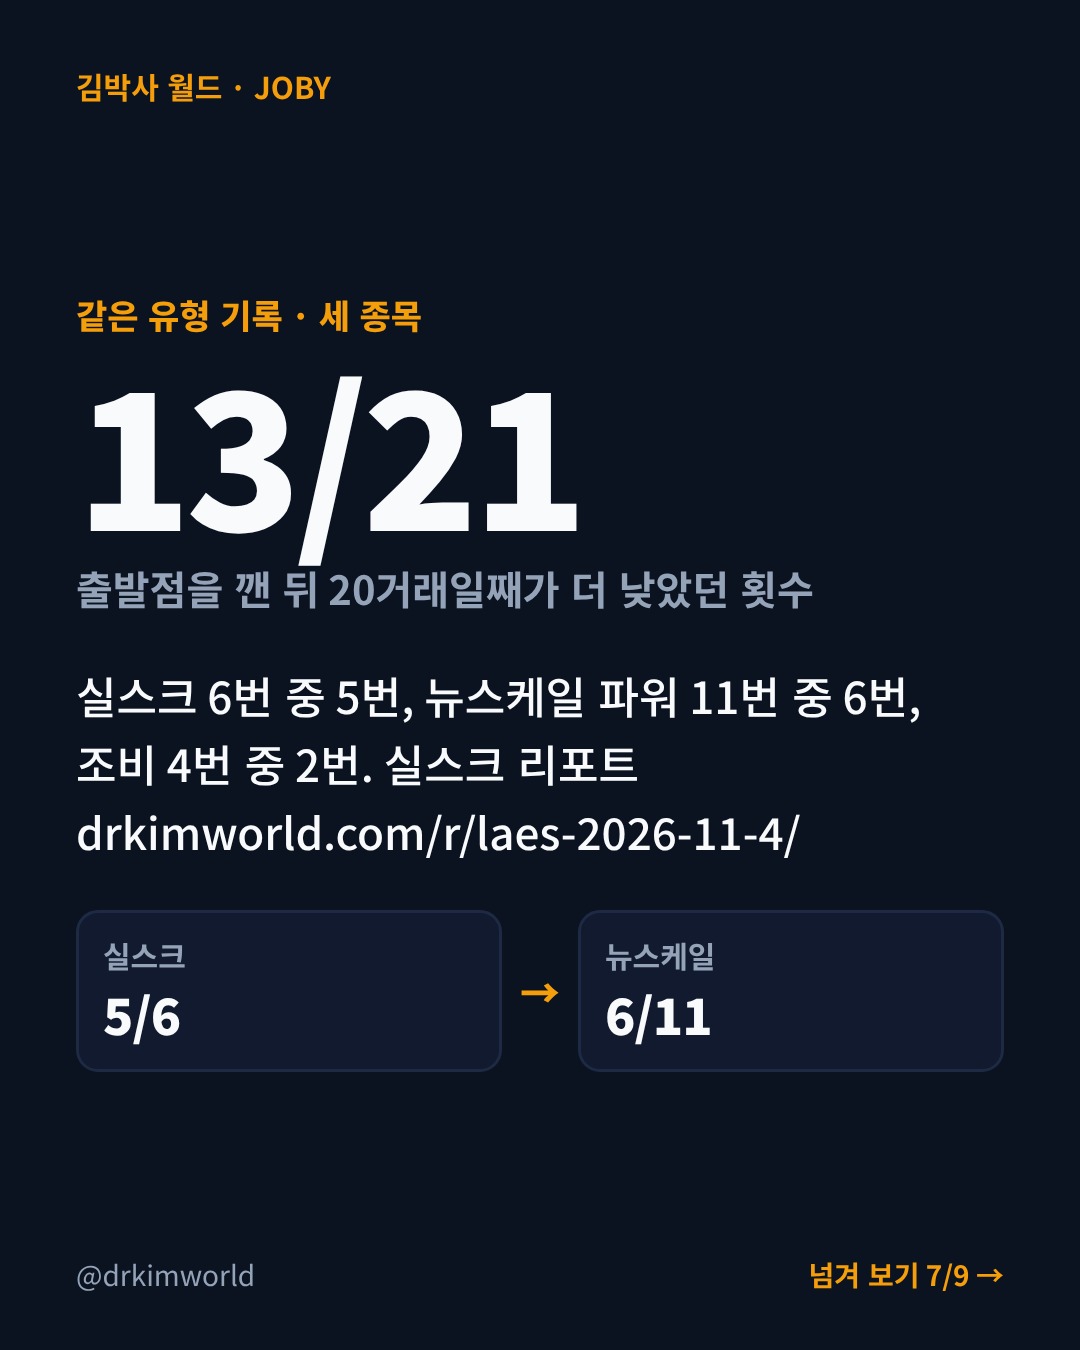 김박사 월드 · JOBY
같은 유형 기록 · 세 종목
13/21
출발점을 깬 뒤 20거래일째가 더 낮았던 횟수
실스크 6번 중 5번, 뉴스케일 파워 11번 중 6번,
조비 4번 중 2번. 실스크 리포트
drkimworld.com/r/laes-2026-11-4/
실스크
5/6
→
뉴스케일
6/11
@drkimworld
넘겨 보기 7/9 →